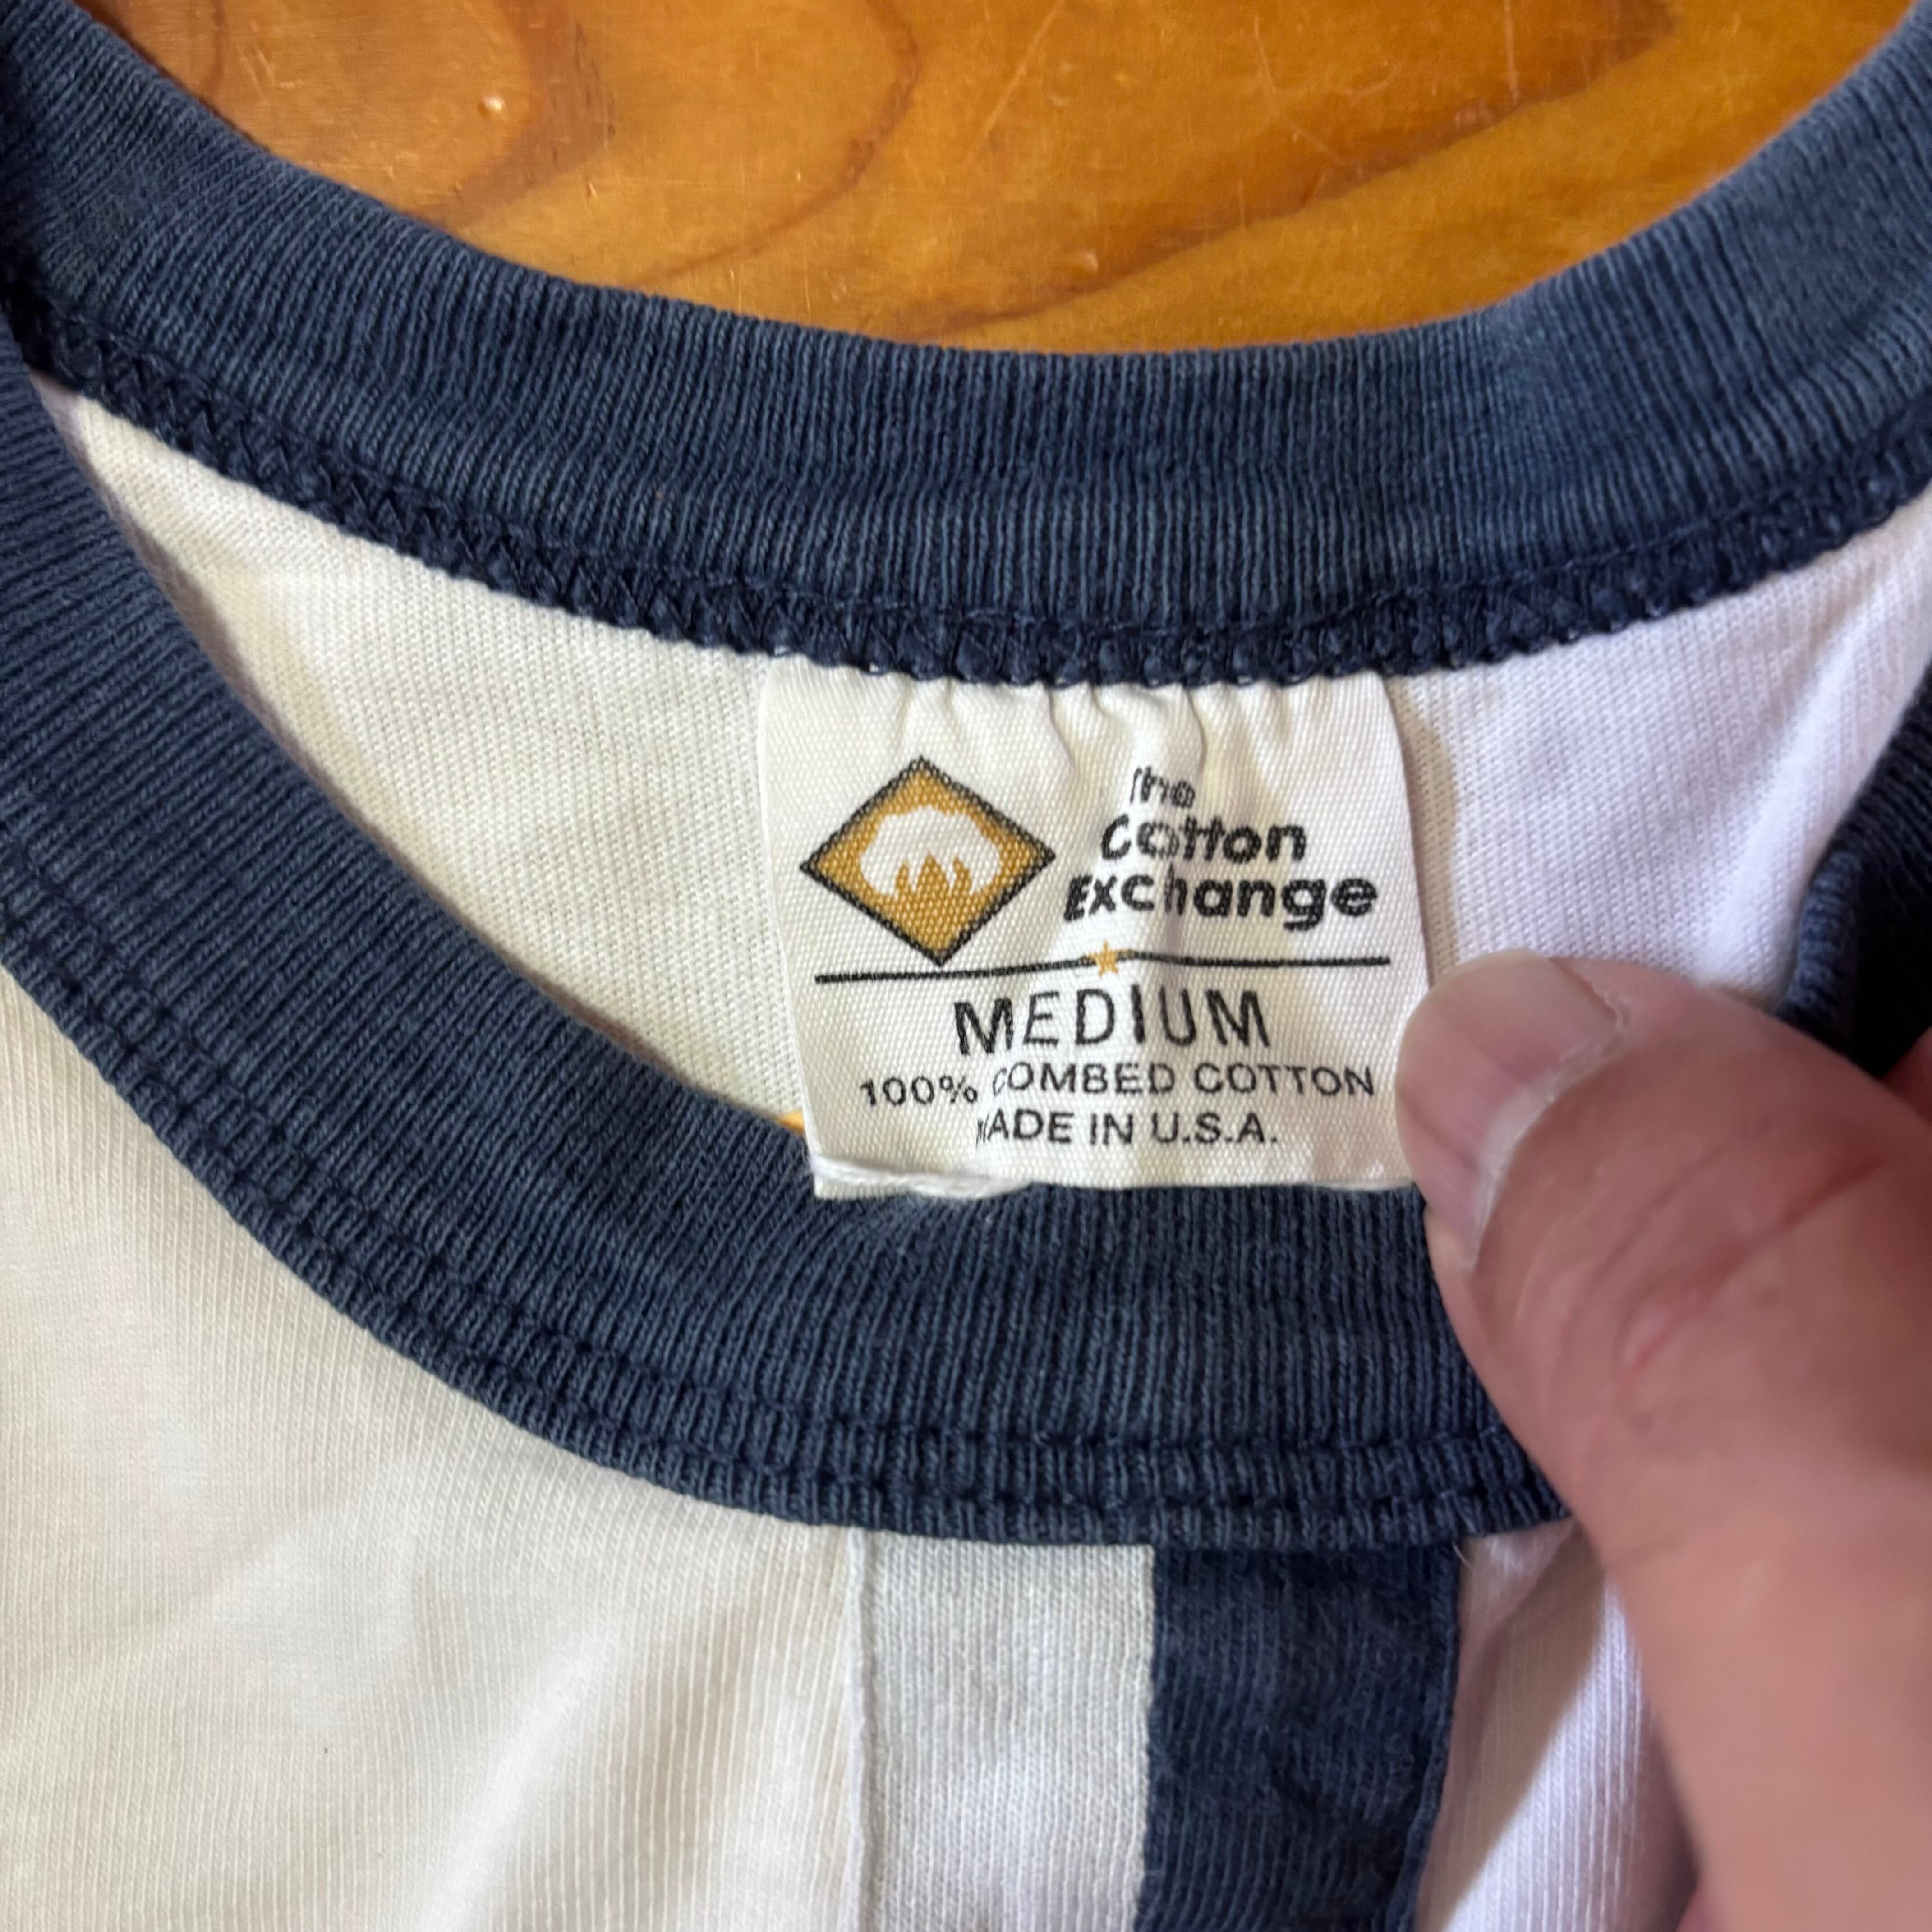 The
Cotton
Exchange
MEDIUM
100% COMBED COTTON
MADE IN U.S.A.